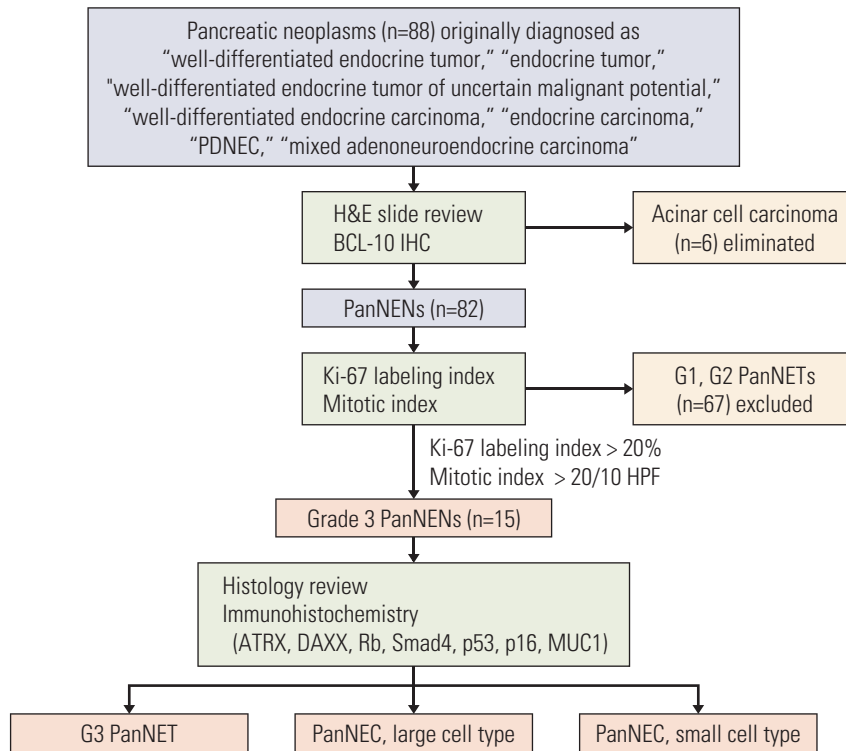 Pancreatic neoplasms (n=88) originally diagnosed as
“well-differentiated endocrine tumor,” “endocrine tumor,”
"well-differentiated endocrine tumor of uncertain malignant potential,”
“well-differentiated endocrine carcinoma,” “endocrine carcinoma,”
“PDNEC,” “mixed adenoneuroendocrine carcinoma”
H&E slide review
BCL-10 IHC
Acinar cell carcinoma
(n=6) eliminated
PanNENs (n=82)
Ki-67 labeling index
Mitotic index
G1, G2 PanNETs
(n=67) excluded
Ki-67 labeling index > 20%
Mitotic index > 20/10 HPF
Grade 3 PanNENs (n=15)
Histology review
Immunohistochemistry
(ATRX, DAXX, Rb, Smad4, p53, p16, MUC1)
G3 PanNET
PanNEC, large cell type
PanNEC, small cell type